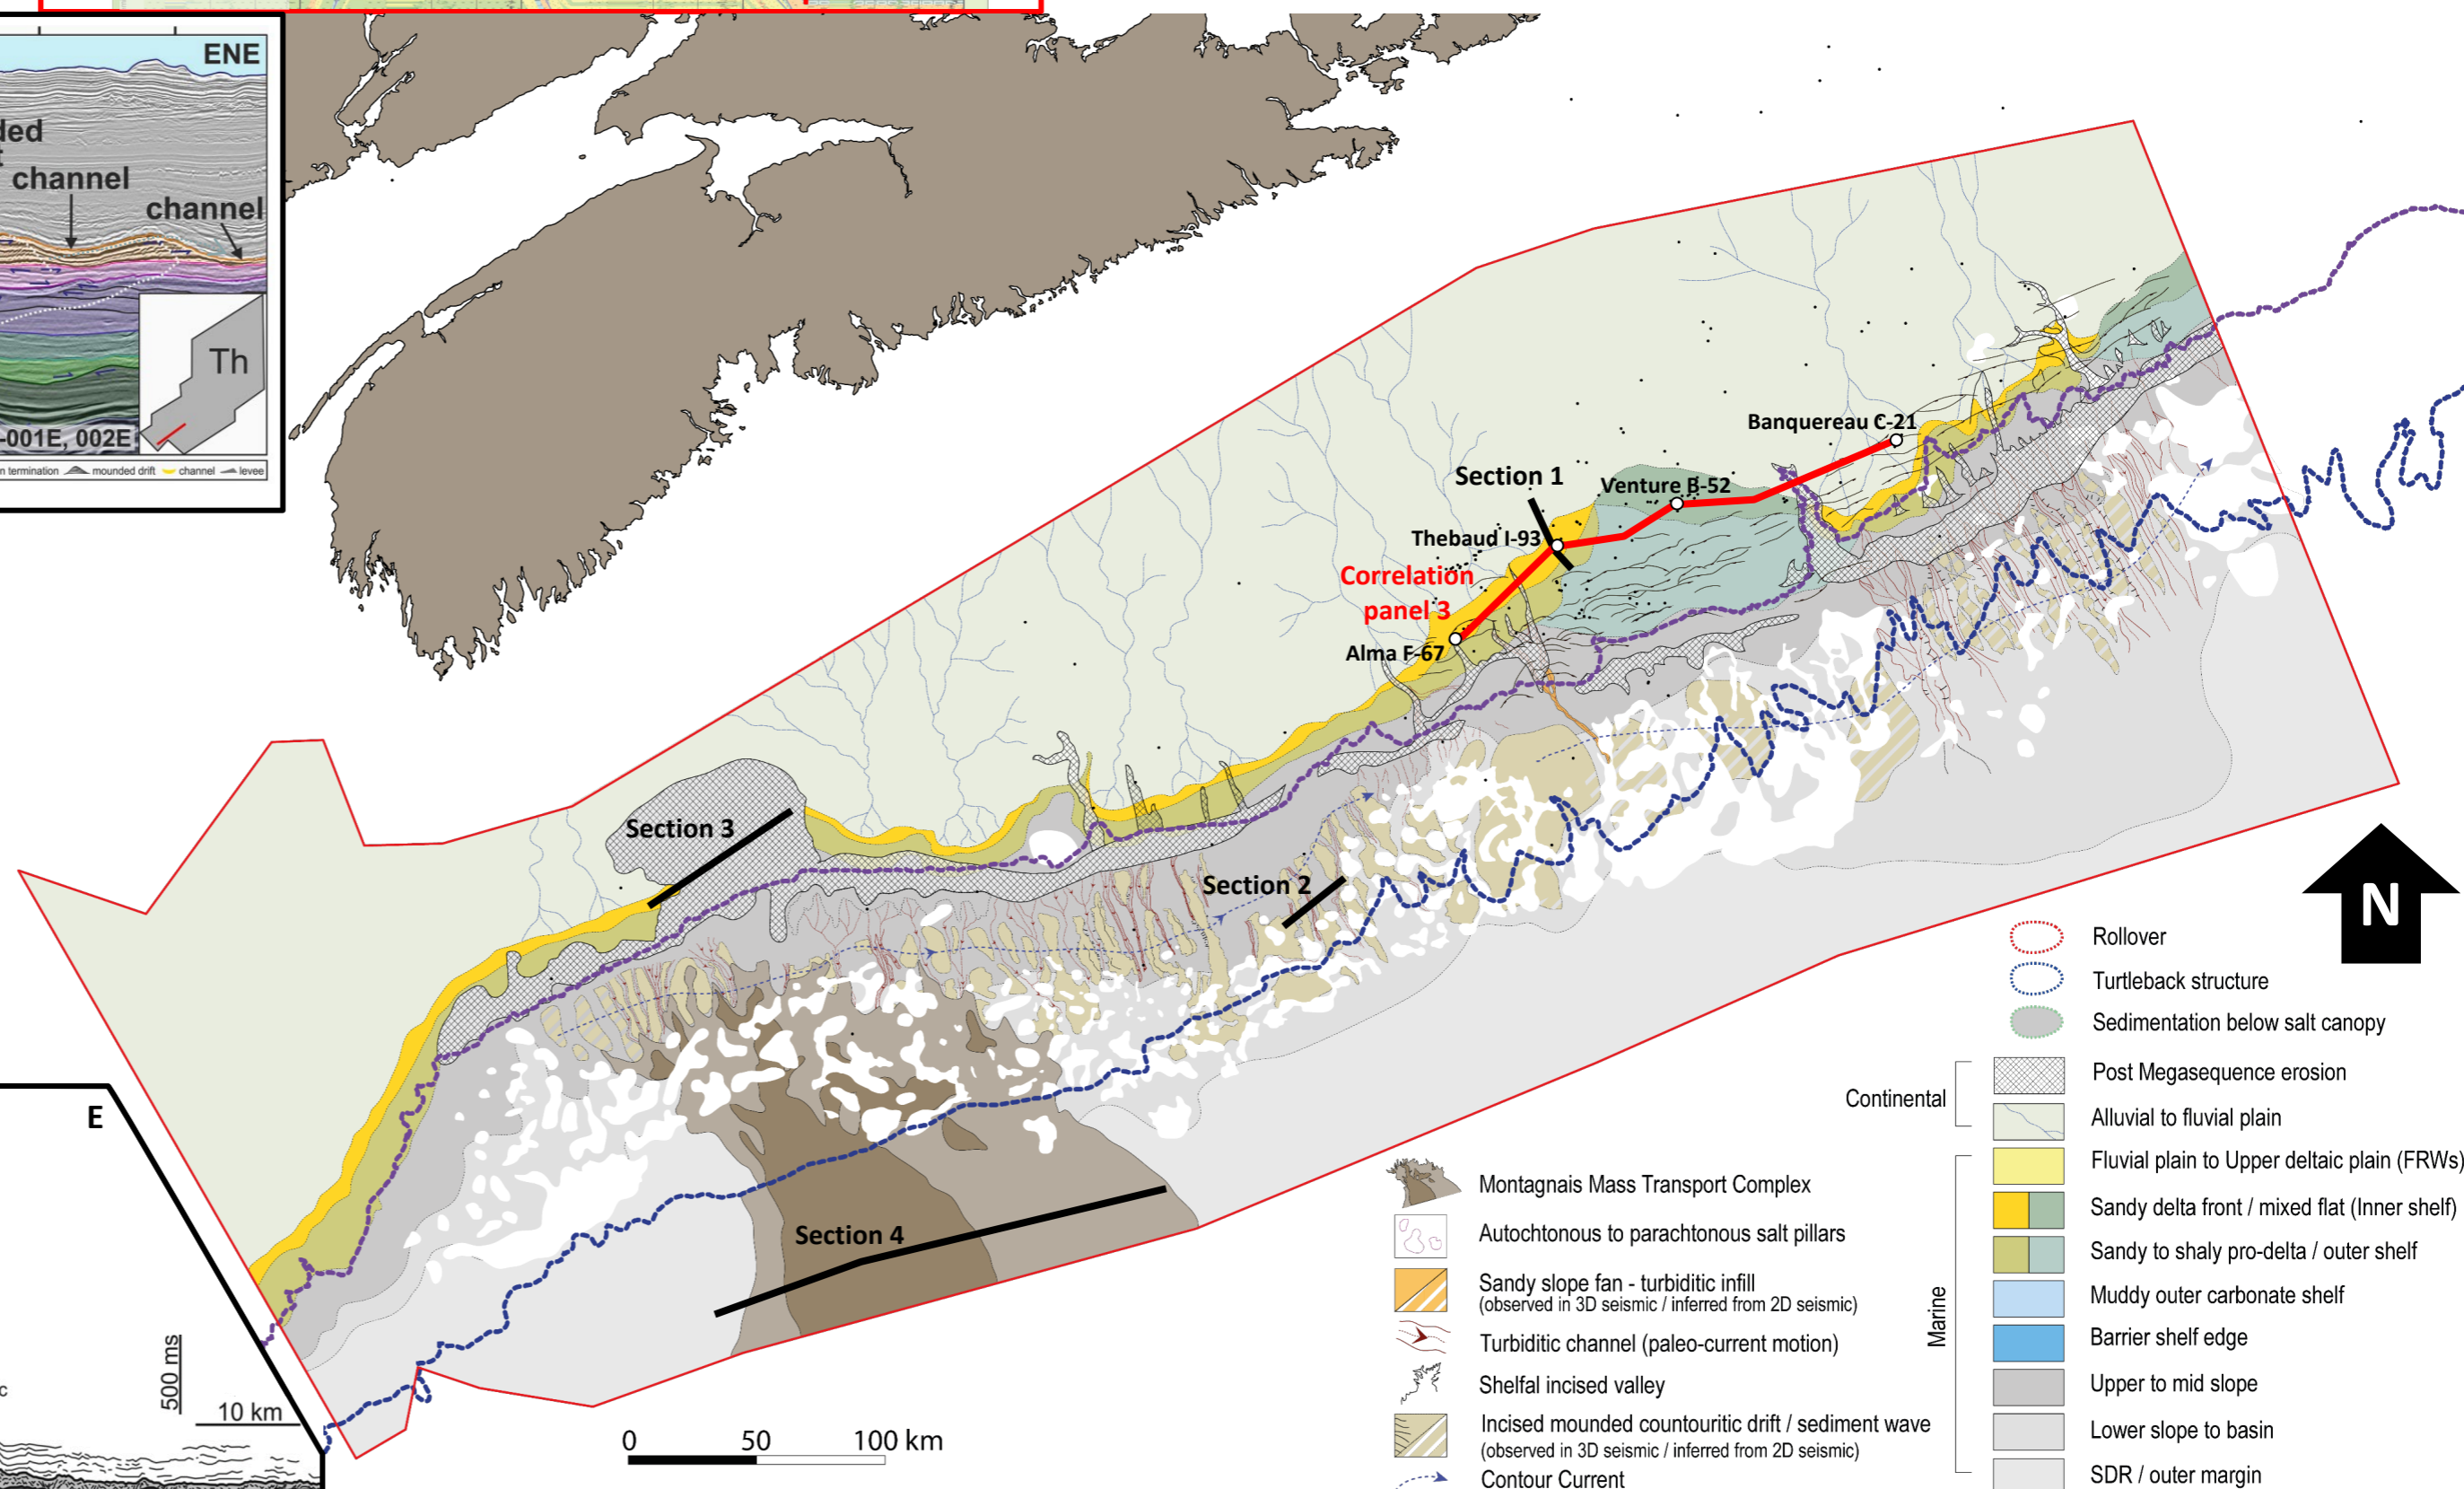 ENE
channel
channel
Th
-001E, 002E
n termination
mounded drift
channel
levee
E
500 ms
10 km
Section 1
Venture B-52
Banquereau C-21
Thebaud I-93
Correlation
panel 3
Alma F-67
Section 3
Section 2
Section 4
0 50 100 km
N
Montagnais Mass Transport Complex
Autochtonous to parachtonous salt pillars
Sandy slope fan - turbiditic infill
(observed in 3D seismic / inferred from 2D seismic)
Turbiditic channel (paleo-current motion)
Shelfal incised valley
Incised mounded countouritic drift / sediment wave
(observed in 3D seismic / inferred from 2D seismic)
Contour Current
Rollover
Turtleback structure
Sedimentation below salt canopy
Continental
Post Megasequence erosion
Alluvial to fluvial plain
Marine
Fluvial plain to Upper deltaic plain (FRWs)
Sandy delta front / mixed flat (Inner shelf)
Sandy to shaly pro-delta / outer shelf
Muddy outer carbonate shelf
Barrier shelf edge
Upper to mid slope
Lower slope to basin
SDR / outer margin